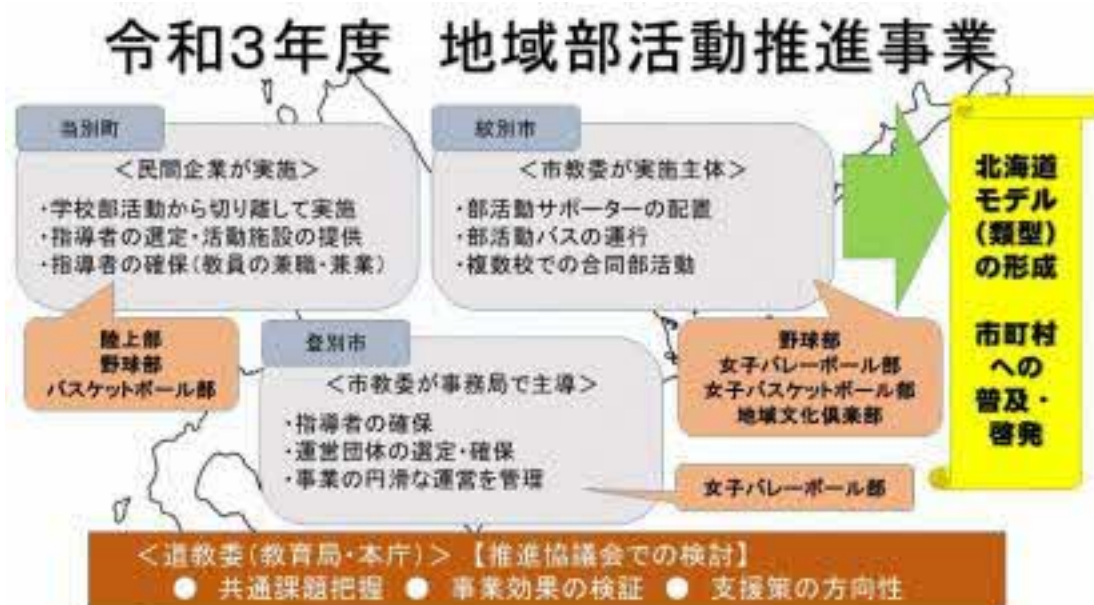 令和3年度 地域部活動推進事業
当別町
<民間企業が実施>
・学校部活動から切り離して実施
・指導者の選定・活動施設の提供
・指導者の確保(教員の兼職・兼業)
陸上部
野球部
バスケットボール部
紋別市
<市教委が実施主体>
・部活動サポーターの配置
・部活動バスの運行
・複数校での合同部活動
野球部
女子バレーボール部
女子バスケットボール部
地域文化倶楽部
登別市
<市教委が事務局で主導>
・指導者の確保
・運営団体の選定・確保
・事業の円滑な運営を管理
女子バレーボール部
北海道
モデル
(類型)
の形成
市町村
への
普及・
啓発
<道教委(教育局・本庁)> 【推進協議会での検討】
● 共通課題把握 ● 事業効果の検証 ● 支援策の方向性